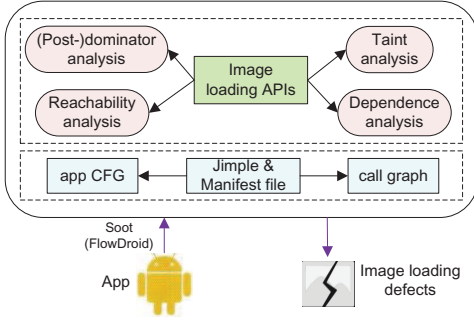 (Post-)dominator
analysis
Image
loading APIs
Taint
analysis
Reachability
analysis
Dependence
analysis
app CFG
Jimple &
Manifest file
call graph
Soot
(FlowDroid)
App
Image loading
defects